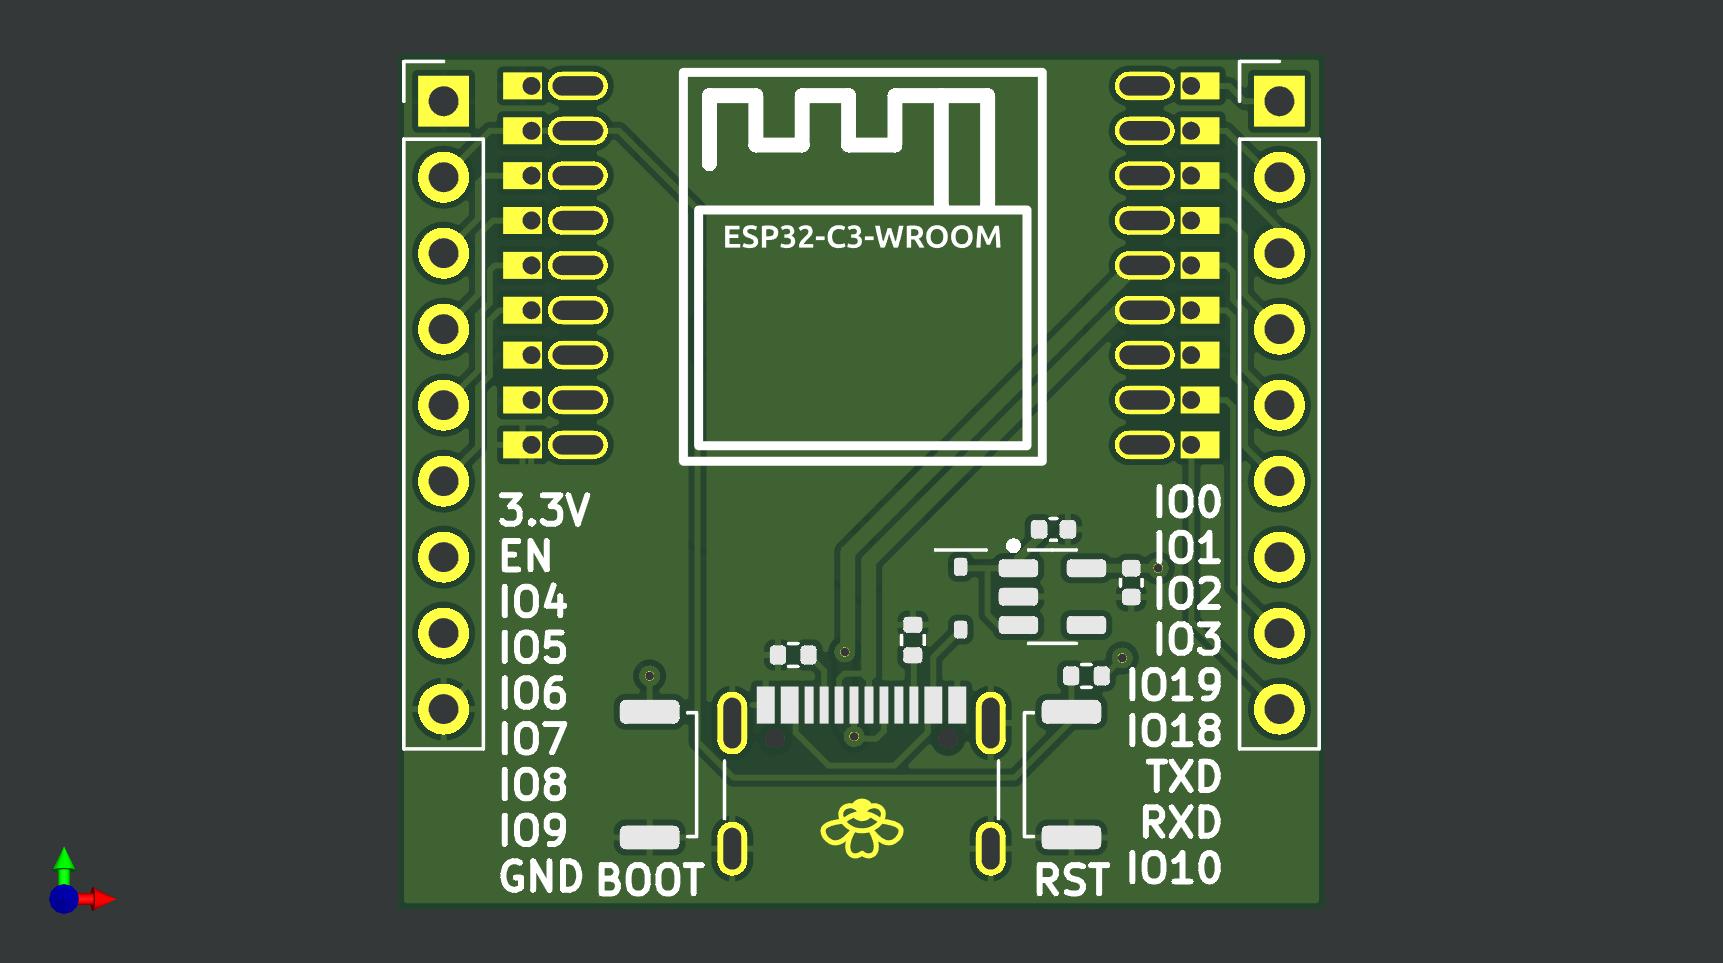 ESP32-C3-WROOM
3.3V
EN
IO4
IO5
IO6
IO7
IO8
IO9
GND
BOOT
RST
IO0
IO1
IO2
IO3
IO19
IO18
TXD
RXD
IO10